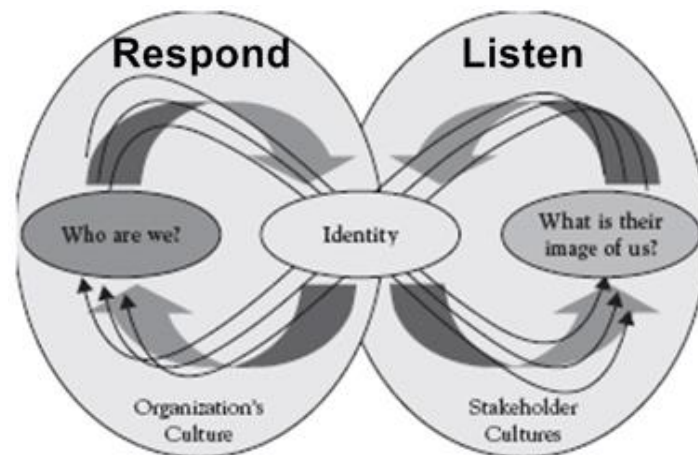 Respond
Listen
Who are we?
Identity
What is their
image of us?
Organization's
Culture
Stakeholder
Cultures